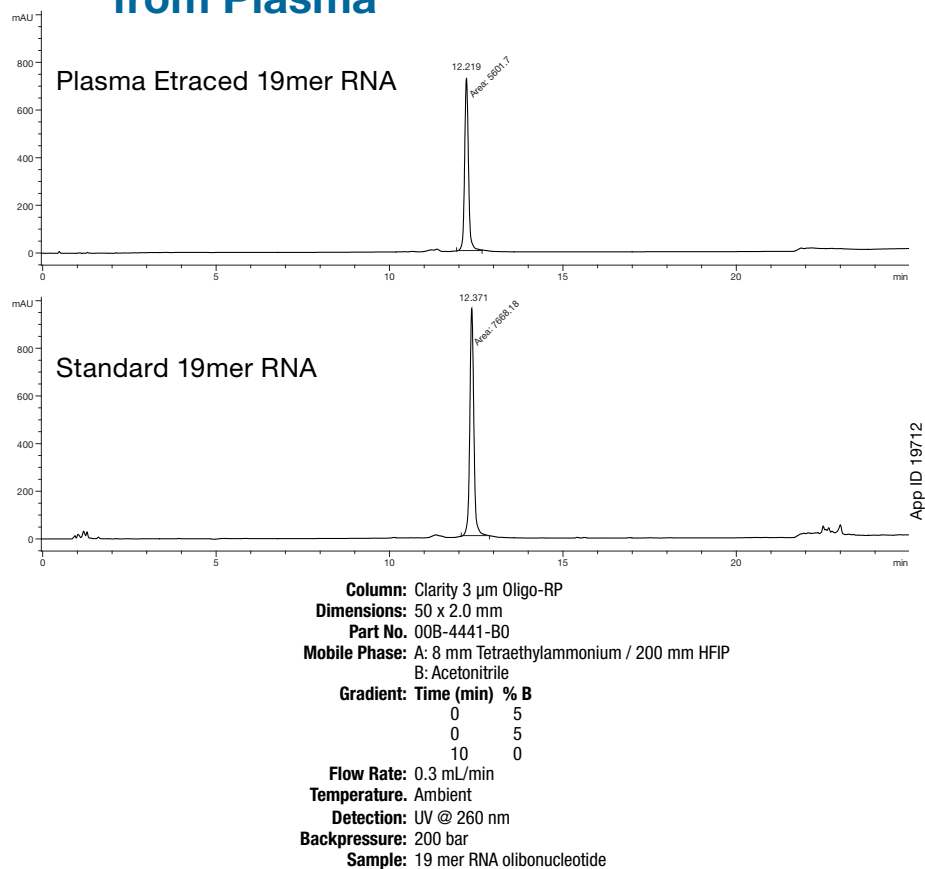 from Plasma
mAU
800
600
400
200
0
Plasma Etraced 19mer RNA
12.219
Area: 5601.7
0 5 10 15 20 min
mAU
800
600
400
200
0
Standard 19mer RNA
12.371
Area: 7668.18
0 5 10 15 20 min
App ID 19712
Column: Clarity 3 µm Oligo-RP
Dimensions: 50 x 2.0 mm
Part No. 00B-4441-B0
Mobile Phase: A: 8 mm Tetraethylammonium / 200 mm HFIP
B: Acetonitrile
Gradient: Time (min) % B
0 5
0 5
10 0
Flow Rate: 0.3 mL/min
Temperature. Ambient
Detection: UV @ 260 nm
Backpressure: 200 bar
Sample: 19 mer RNA olibonucleotide